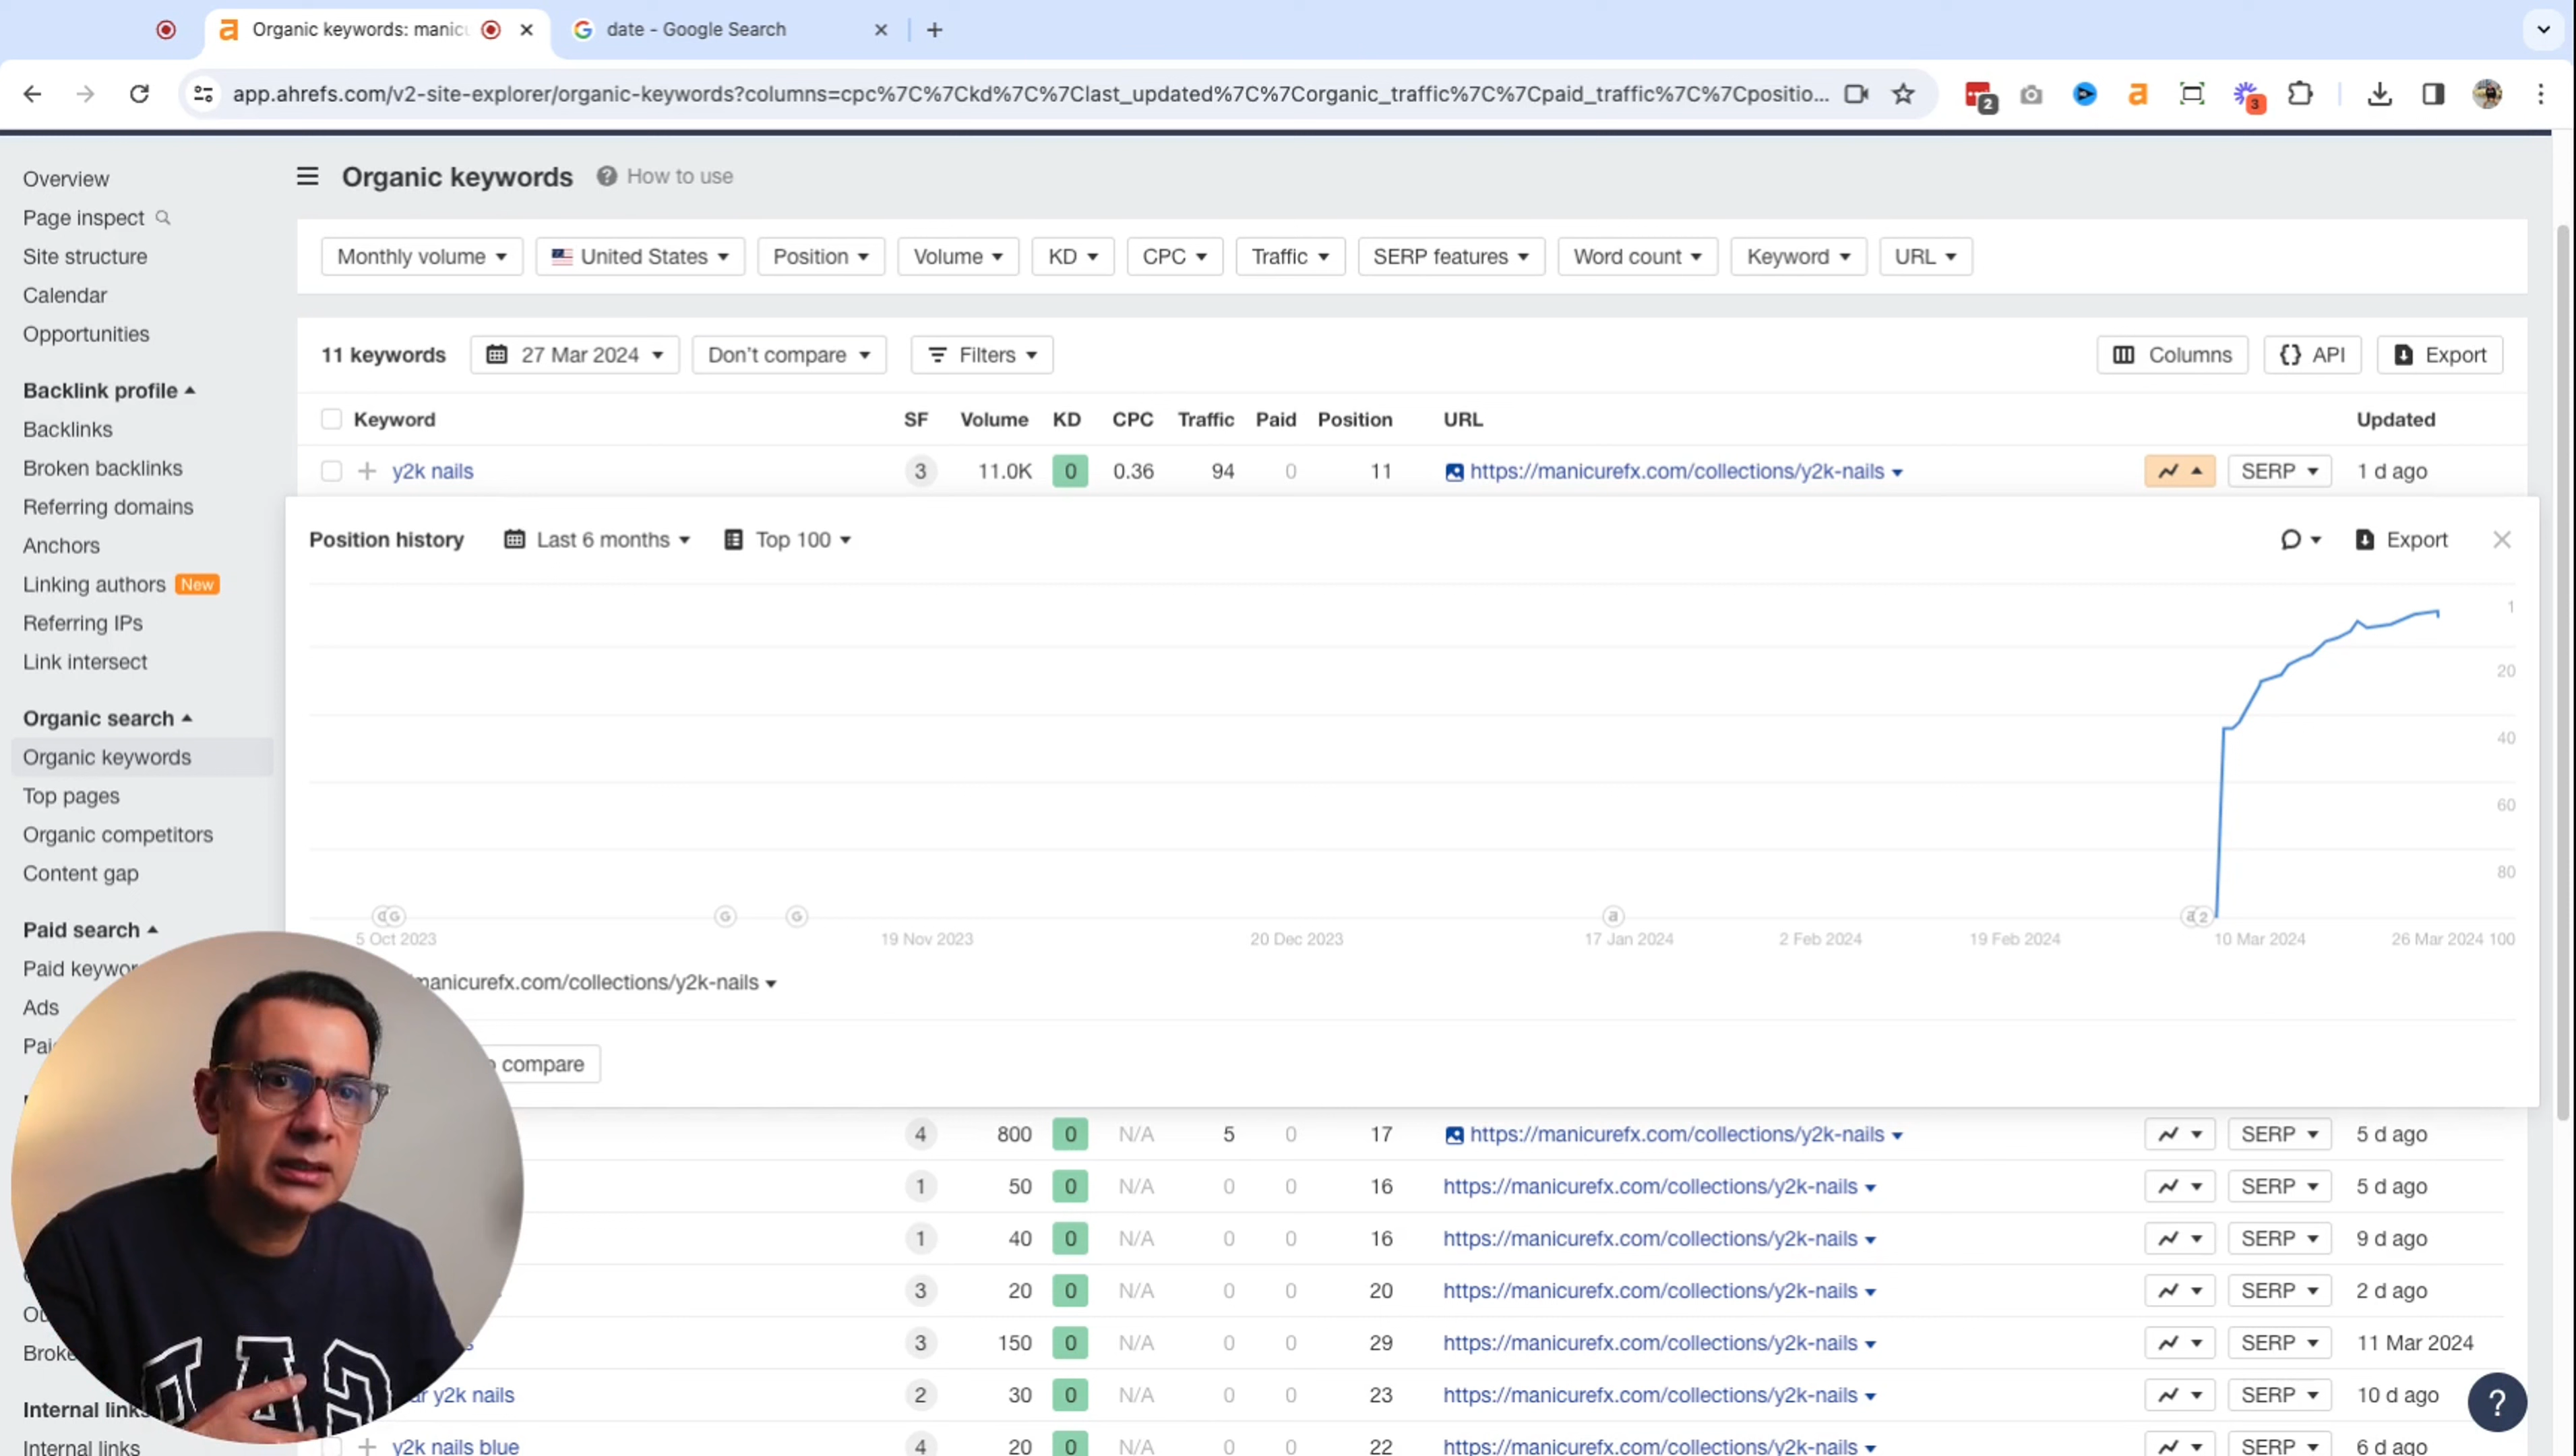 Organic keywords: manic
date - Google Search
app.ahrefs.com/v2-site-explorer/organic-keywords?columns=cpc%7C%7Ckd%7C%7Clast_updated%7C%7Corganic_traffic%7C%7Cpaid_traffic%7C%7Cpositio...
2
3
Overview
Page inspect
Site structure
Calendar
Opportunities
Backlink profile
Backlinks
Broken backlinks
Referring domains
Anchors
Linking authors New
Referring IPs
Link intersect
Organic search
Organic keywords
Top pages
Organic competitors
Content gap
Paid search
Paid keywor
Ads
Pai
Ou
Broke
Internal links
Internal links
Organic keywords How to use
Monthly volume United States Position Volume KD CPC Traffic SERP features Word count Keyword URL
11 keywords 27 Mar 2024 Don't compare Filters Columns API Export
Keyword SF Volume KD CPC Traffic Paid Position URL Updated
y2k nails 3 11.0K 0 0.36 94 0 11 https://manicurefx.com/collections/y2k-nails SERP 1 d ago
Position history Last 6 months Top 100 Export
1
20
40
60
80
G G G a a 2
5 Oct 2023 19 Nov 2023 20 Dec 2023 17 Jan 2024 2 Feb 2024 19 Feb 2024 10 Mar 2024 26 Mar 2024 100
manicurefx.com/collections/y2k-nails
o compare
4 800 0 N/A 5 0 17 https://manicurefx.com/collections/y2k-nails SERP 5 d ago
1 50 0 N/A 0 0 16 https://manicurefx.com/collections/y2k-nails SERP 5 d ago
1 40 0 N/A 0 0 16 https://manicurefx.com/collections/y2k-nails SERP 9 d ago
3 20 0 N/A 0 0 20 https://manicurefx.com/collections/y2k-nails SERP 2 d ago
3 150 0 N/A 0 0 29 https://manicurefx.com/collections/y2k-nails SERP 11 Mar 2024
ar y2k nails 2 30 0 N/A 0 0 23 https://manicurefx.com/collections/y2k-nails SERP 10 d ago
y2k nails blue 4 20 0 N/A 0 0 22 https://manicurefx.com/collections/y2k-nails SERP 6 d ago
?
GAP